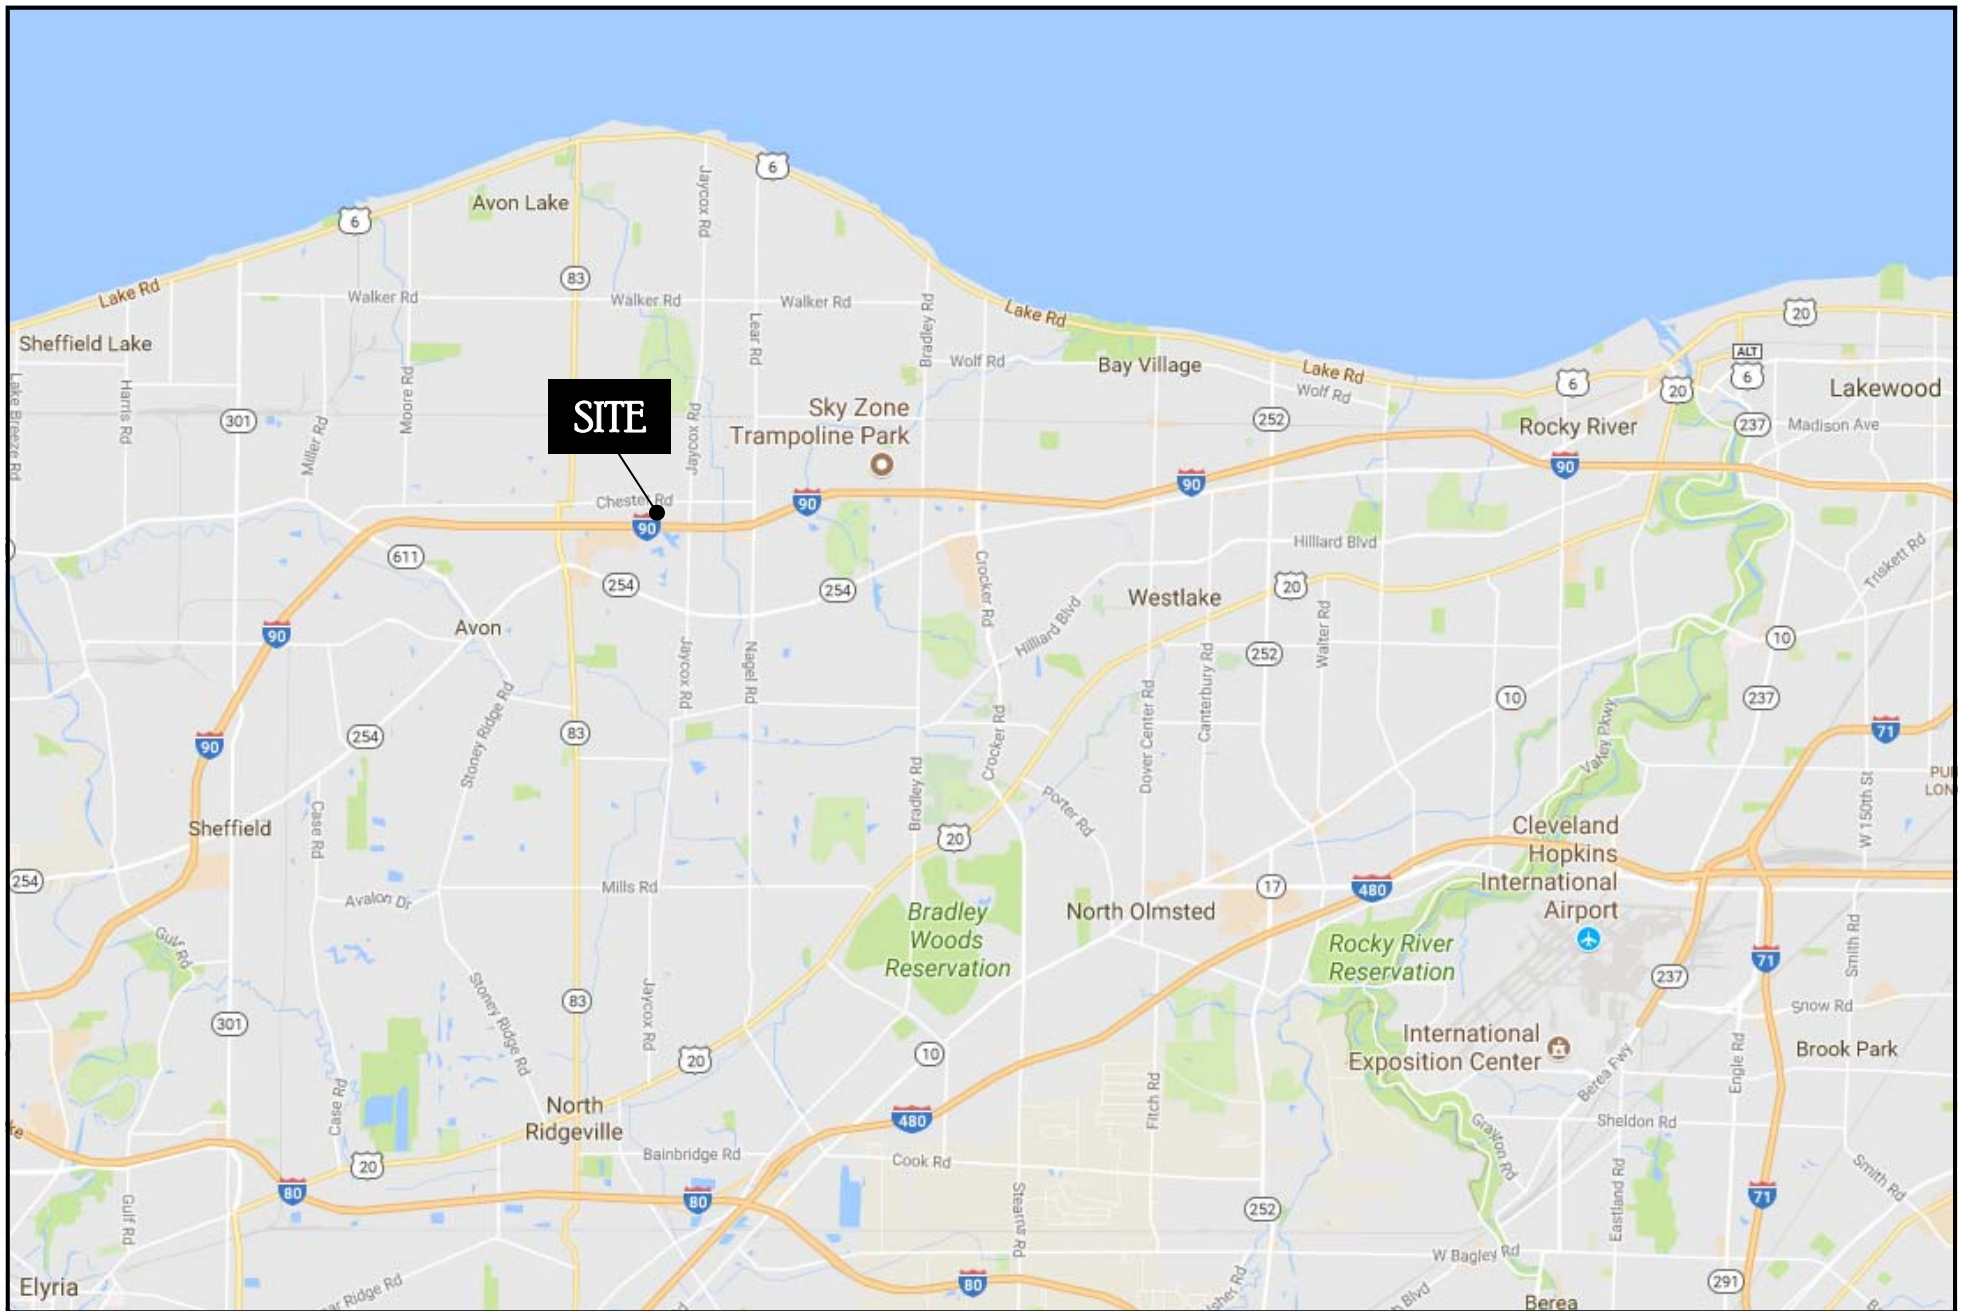 6
Jaycox Rd
Avon Lake
6
83
Lake Rd
Walker Rd
Walker Rd
Walker Rd
Lear Rd
Bradley Rd
Lake Rd
20
Sheffield Lake
Wolf Rd
Bay Village
Lake Rd
ALT
6
Wolf Rd
6
20
Lakewood
Lake Breeze Rd
Harris Rd
Moore Rd
SITE
Sky Zone
Trampoline Park
301
Miller Rd
Jaycox Rd
252
Rocky River
237
Madison Ave
90
90
90
Chester Rd
90
611
254
254
Hilliard Blvd
Triskett Rd
Crocker Rd
Westlake
20
90
Avon
Hilliard Blvd
Walter Rd
252
10
Jaycox Rd
Nagel Rd
Canterbury Rd
Dover Center Rd
10
237
Stoney Ridge Rd
254
83
90
Crocker Rd
Valley Pkwy
71
W 150th St
Bradley Rd
Porter Rd
Sheffield
Case Rd
20
Cleveland
Hopkins
International
Airport
254
Mills Rd
17
480
Avalon Dr
Bradley
Woods
Reservation
North Olmsted
Rocky River
Reservation
Gulf Rd
Smith Rd
71
237
Stoney Ridge Rd
83
Jaycox Rd
301
Snow Rd
20
10
International
Exposition Center
Brook Park
Engle Rd
Berea Fwy
Case Rd
North
Ridgeville
480
Fitch Rd
Sheldon Rd
Grayton Rd
20
Bainbridge Rd
Cook Rd
Smith Rd
80
80
Gulf Rd
Stearns Rd
252
Eastland Rd
71
W Bagley Rd
Elyria
80
291
Berea